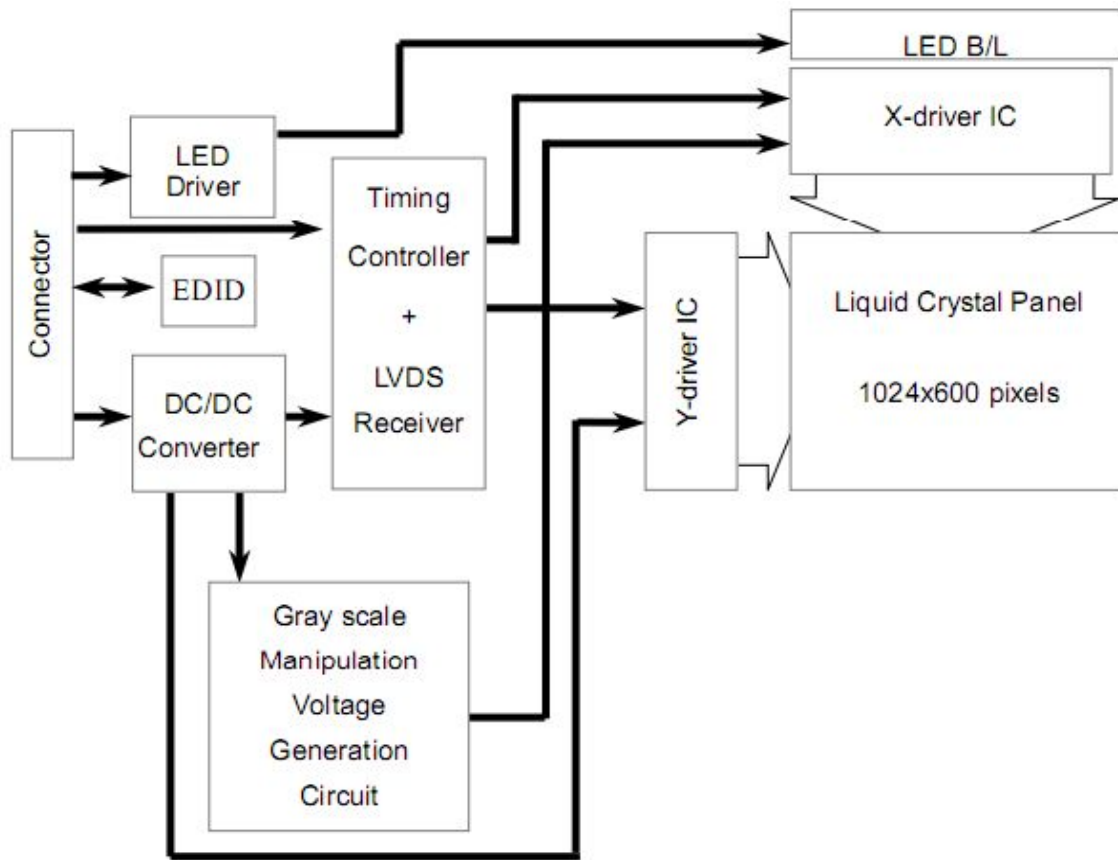 LED B/L
X-driver IC
LED
Driver
Timing
Controller
+
LVDS
Receiver
Connector
EDID
DC/DC
Converter
Y-driver IC
Liquid Crystal Panel
1024x600 pixels
Gray scale
Manipulation
Voltage
Generation
Circuit